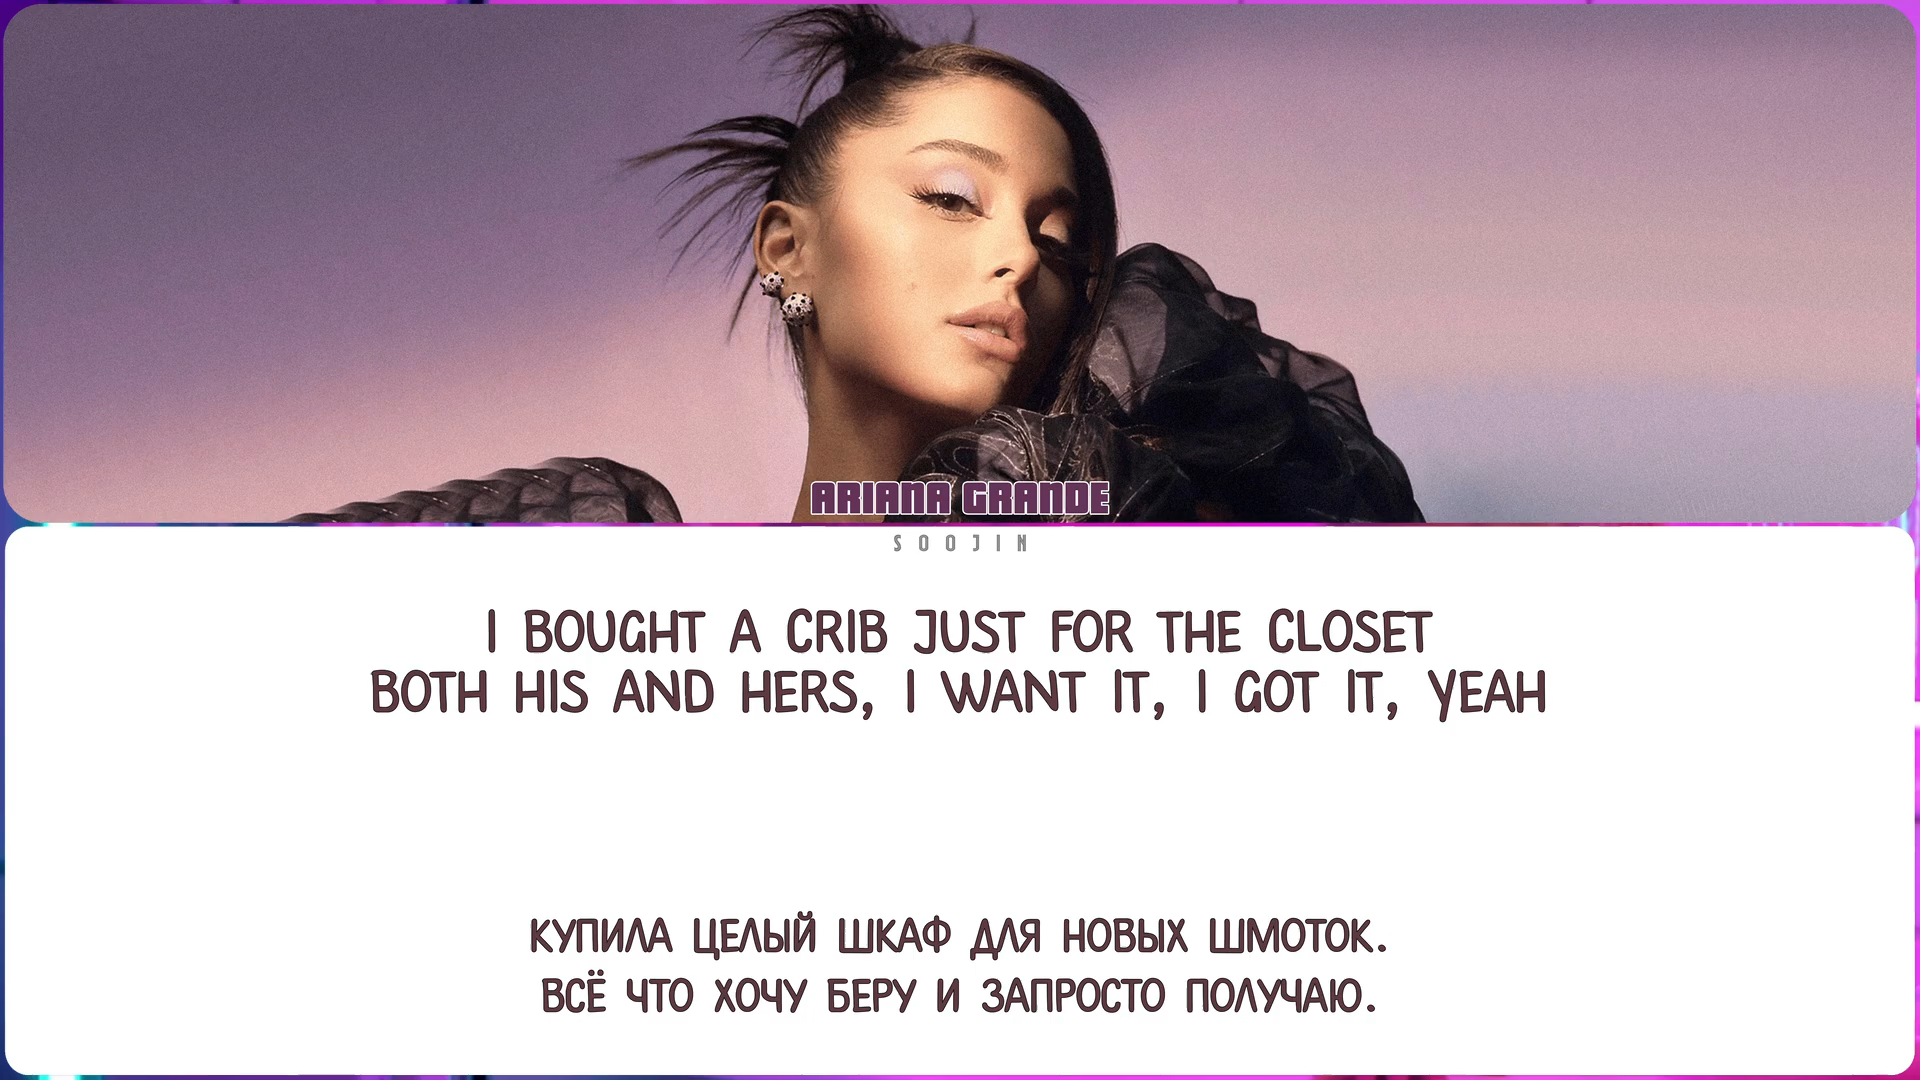 ARIANA GRANDE
SOOJIN
I BOUGHT A CRIB JUST FOR THE CLOSET
BOTH HIS AND HERS, I WANT IT, I GOT IT, YEAH
КУПИЛА ЦЕЛЫЙ ШКАФ ДЛЯ НОВЫХ ШМОТОК.
ВСЁ ЧТО ХОЧУ БЕРУ И ЗАПРОСТО ПОЛУЧАЮ.